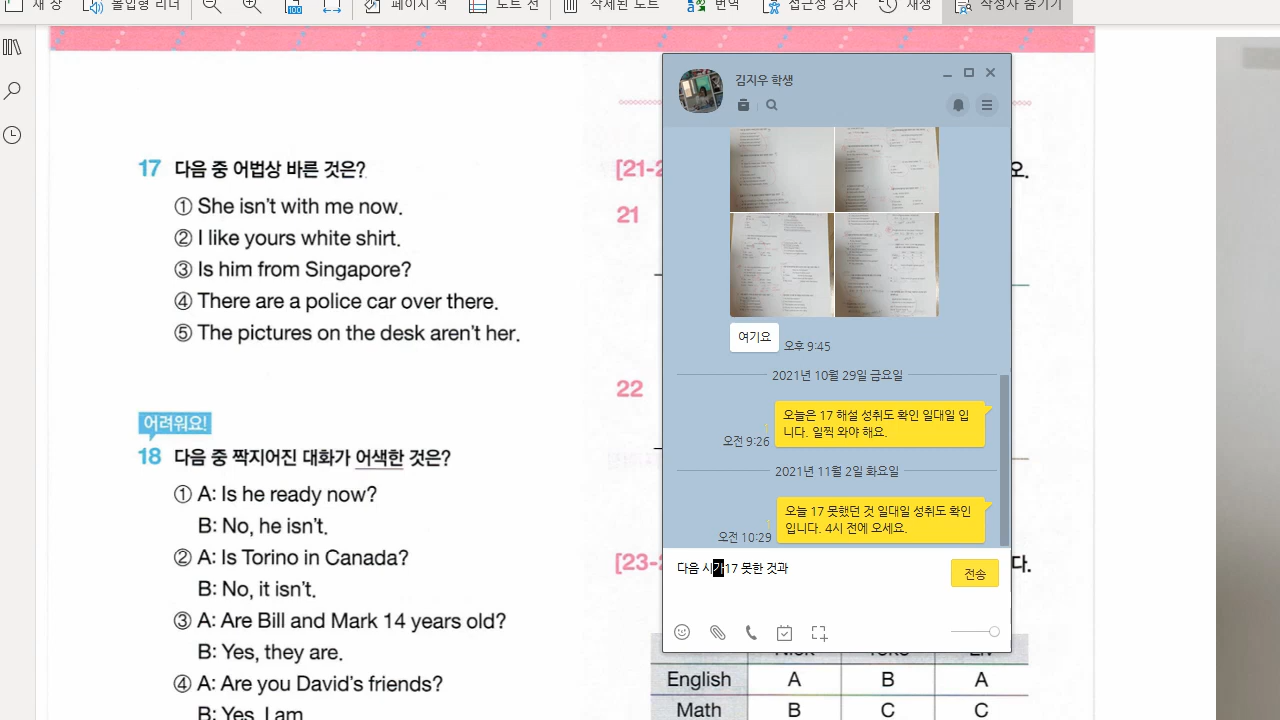 새 창 몰입형 리더 100 페이지 색 노트 선 삭제된 노트 번역 접근성 검사 재생 작성자 숨기기
17 다음 중 어법상 바른 것은?
① She isn't with me now.
② I like yours white shirt.
③ Is him from Singapore?
④ There are a police car over there.
⑤ The pictures on the desk aren't her.
어려워요!
18 다음 중 짝지어진 대화가 어색한 것은?
① A: Is he ready now?
B: No, he isn't.
② A: Is Torino in Canada?
B: No, it isn't.
③ A: Are Bill and Mark 14 years old?
B: Yes, they are.
④ A: Are you David's friends?
B: Yes, I am
[21-2
오.
21
22
[23-2
다.
English A B A
Math B C C
김지우 학생
여기요
오후 9:45
2021년 10월 29일 금요일
오늘은 17 해설 성취도 확인 일대일 입
니다. 일찍 와야 해요.
오전 9:26
2021년 11월 2일 화요일
오늘 17 못했던 것 일대일 성취도 확인
입니다. 4시 전에 오세요.
오전 10:29
다음 시가17 못한 것과
전송